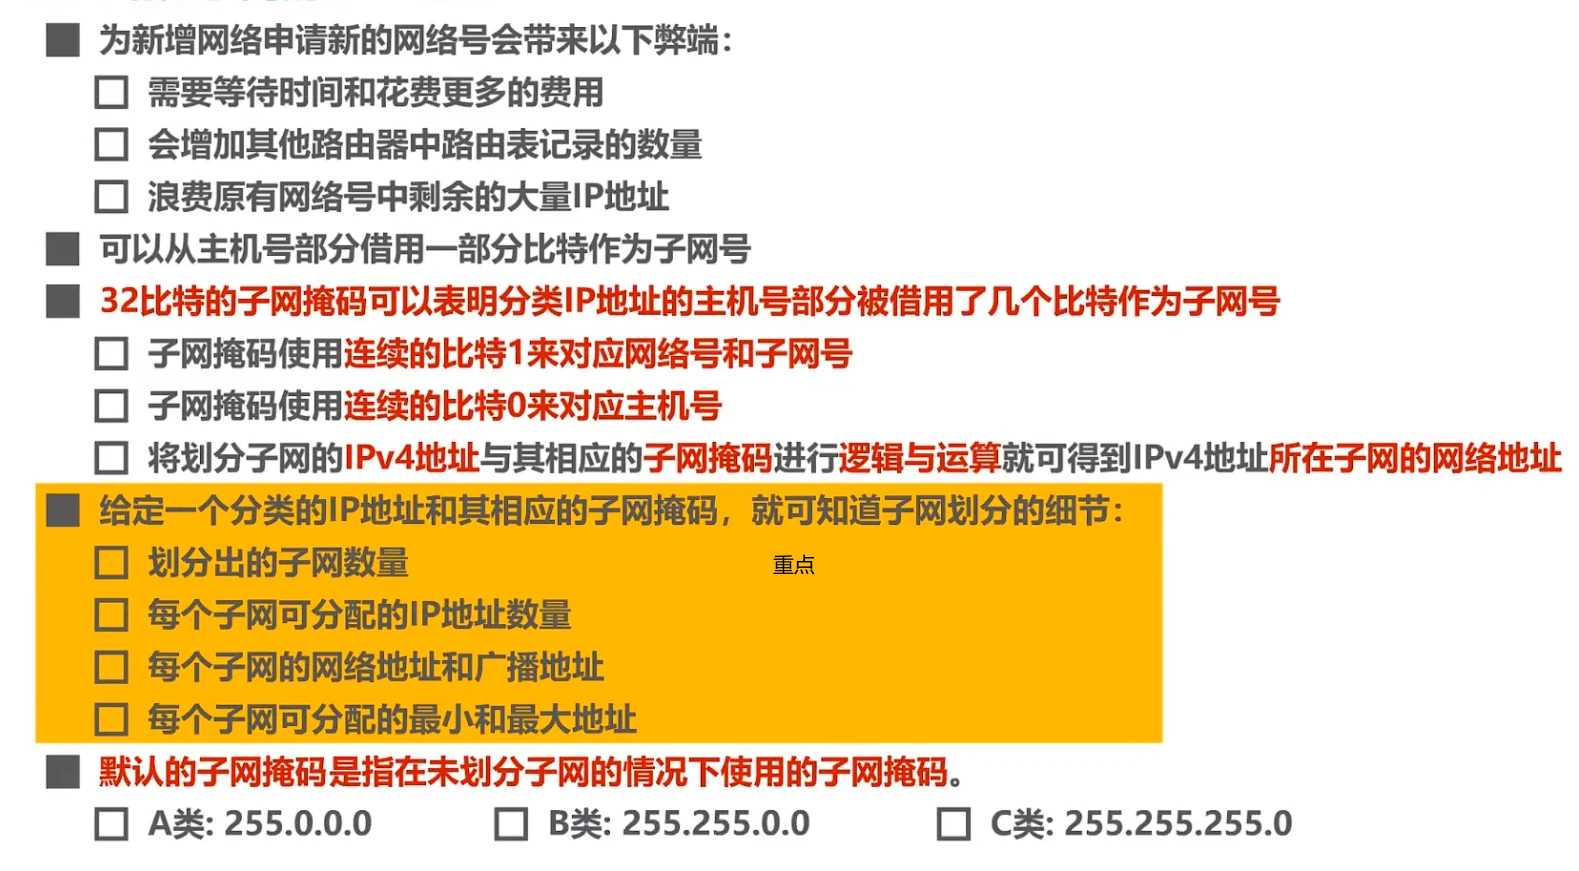 为新增网络申请新的网络号会带来以下弊端：
需要等待时间和花费更多的费用
会增加其他路由器中路由表记录的数量
浪费原有网络号中剩余的大量IP地址
可以从主机号部分借用一部分比特作为子网号
32比特的子网掩码可以表明分类IP地址的主机号部分被借用了几个比特作为子网号
子网掩码使用连续的比特1来对应网络号和子网号
子网掩码使用连续的比特0来对应主机号
将划分子网的IPv4地址与其相应的子网掩码进行逻辑与运算就可得到IPv4地址所在子网的网络地址
给定一个分类的IP地址和其相应的子网掩码，就可知道子网划分的细节：
划分出的子网数量
重点
每个子网可分配的IP地址数量
每个子网的网络地址和广播地址
每个子网可分配的最小和最大地址
默认的子网掩码是指在未划分子网的情况下使用的子网掩码。
A类: 255.0.0.0 B类: 255.255.0.0 C类: 255.255.255.0